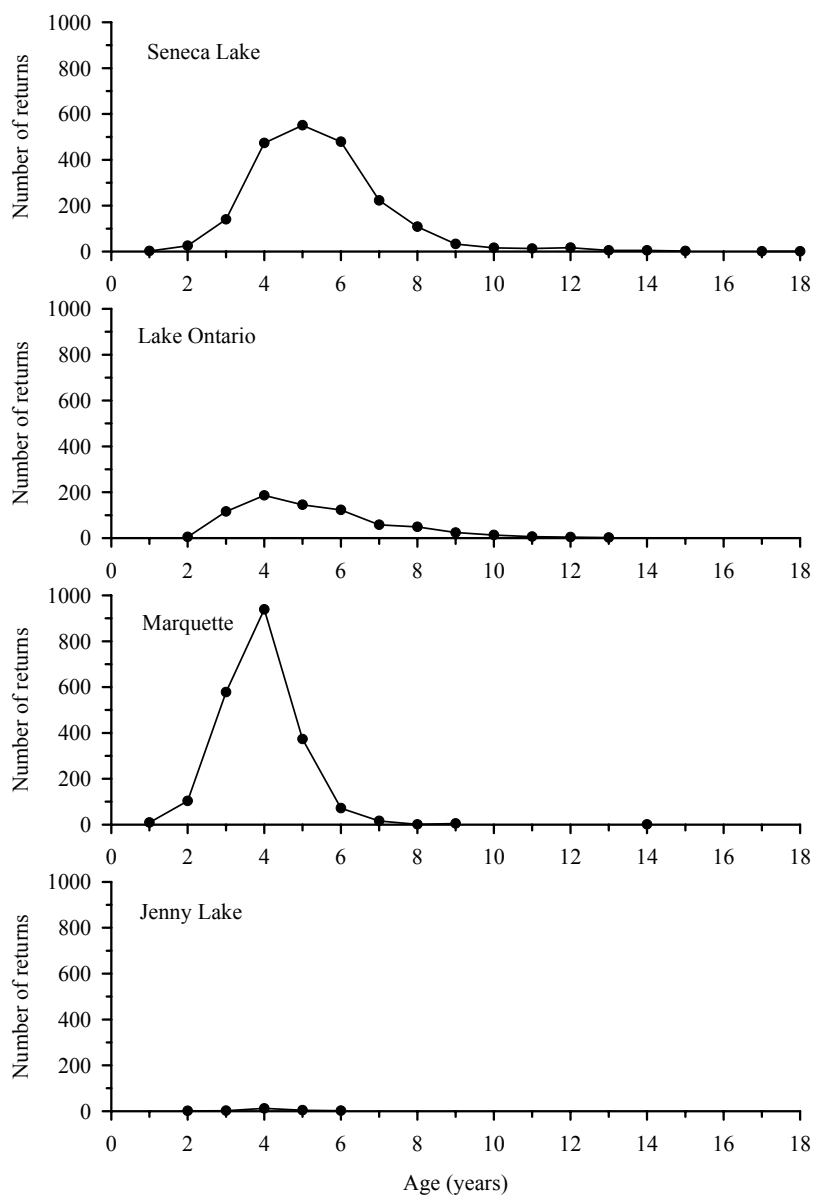 1000
Seneca Lake
800
600
400
200
0
Number of returns
0 2 4 6 8 10 12 14 16 18
1000
Lake Ontario
800
600
400
200
0
Number of returns
0 2 4 6 8 10 12 14 16 18
1000
Marquette
800
600
400
200
0
Number of returns
0 2 4 6 8 10 12 14 16 18
1000
Jenny Lake
800
600
400
200
0
Number of returns
0 2 4 6 8 10 12 14 16 18
Age (years)